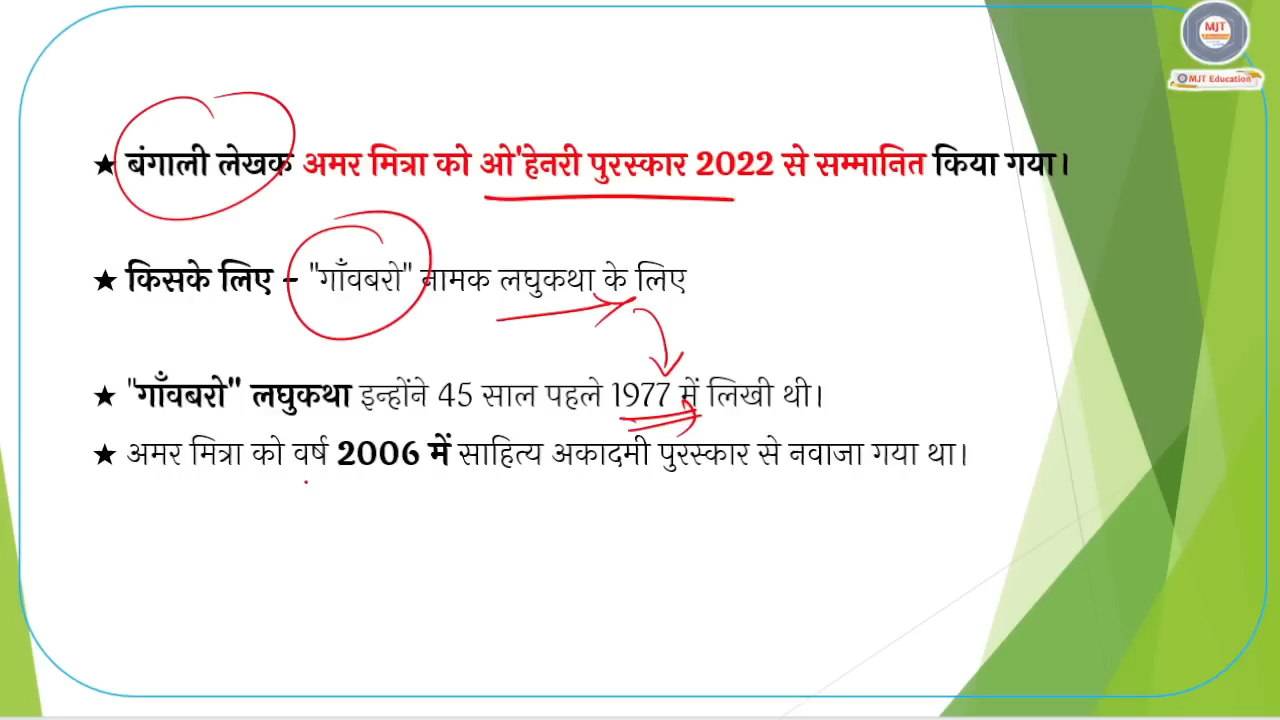 MJT
MJT Education
★ बंगाली लेखक अमर मित्रा को ओ'हेनरी पुरस्कार 2022 से सम्मानित किया गया।
★ किसके लिए – "गाँवबरो" नामक लघुकथा के लिए
★ "गाँवबरो" लघुकथा इन्होंने 45 साल पहले 1977 में लिखी थी।
★ अमर मित्रा को वर्ष 2006 में साहित्य अकादमी पुरस्कार से नवाजा गया था।